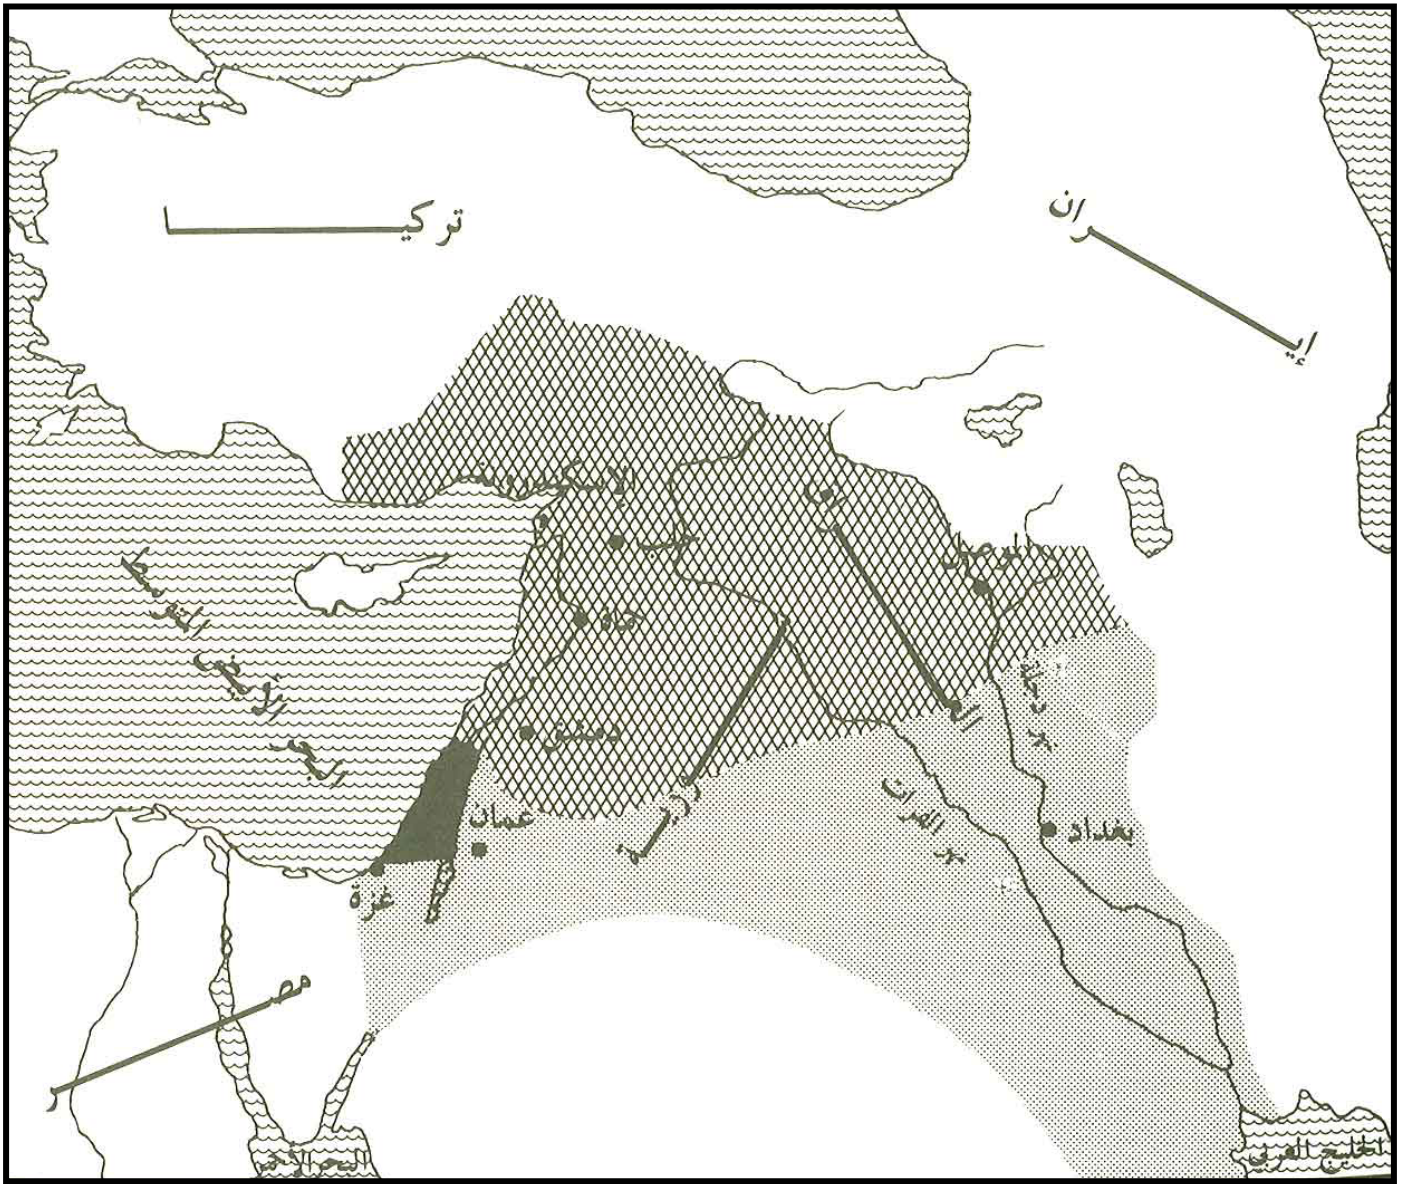 تركيا
إيران
الإسكندرونة
حلب
الموصل
حماة
دمشق
البحر الأبيض المتوسط
نهر دجلة
نهر الفرات
بغداد
عمان
غزة
مصر
البحر الأحمر
الخليج العربي